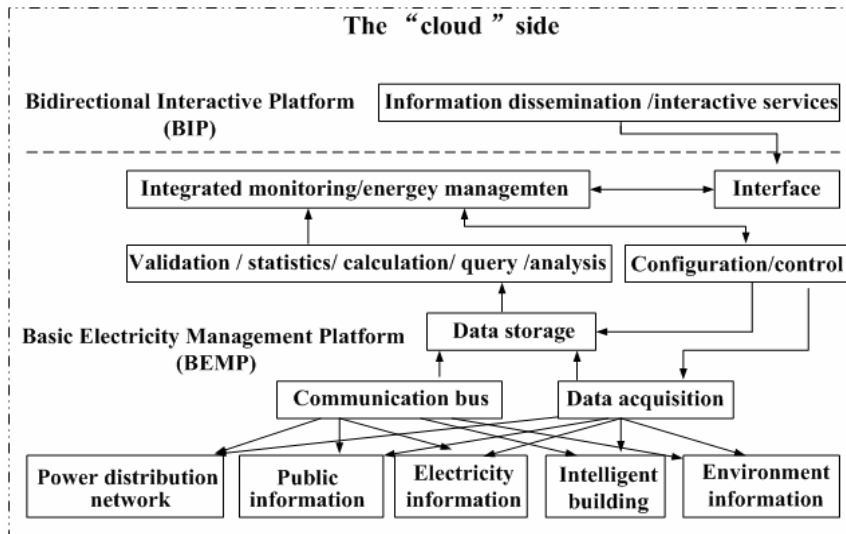 The “cloud ” side
Bidirectional Interactive Platform
(BIP)
Information dissemination /interactive services
Integrated monitoring/energey managemten
Interface
Validation / statistics/ calculation/ query /analysis
Configuration/control
Basic Electricity Management Platform
(BEMP)
Data storage
Communication bus
Data acquisition
Power distribution
network
Public
information
Electricity
information
Intelligent
building
Environment
information